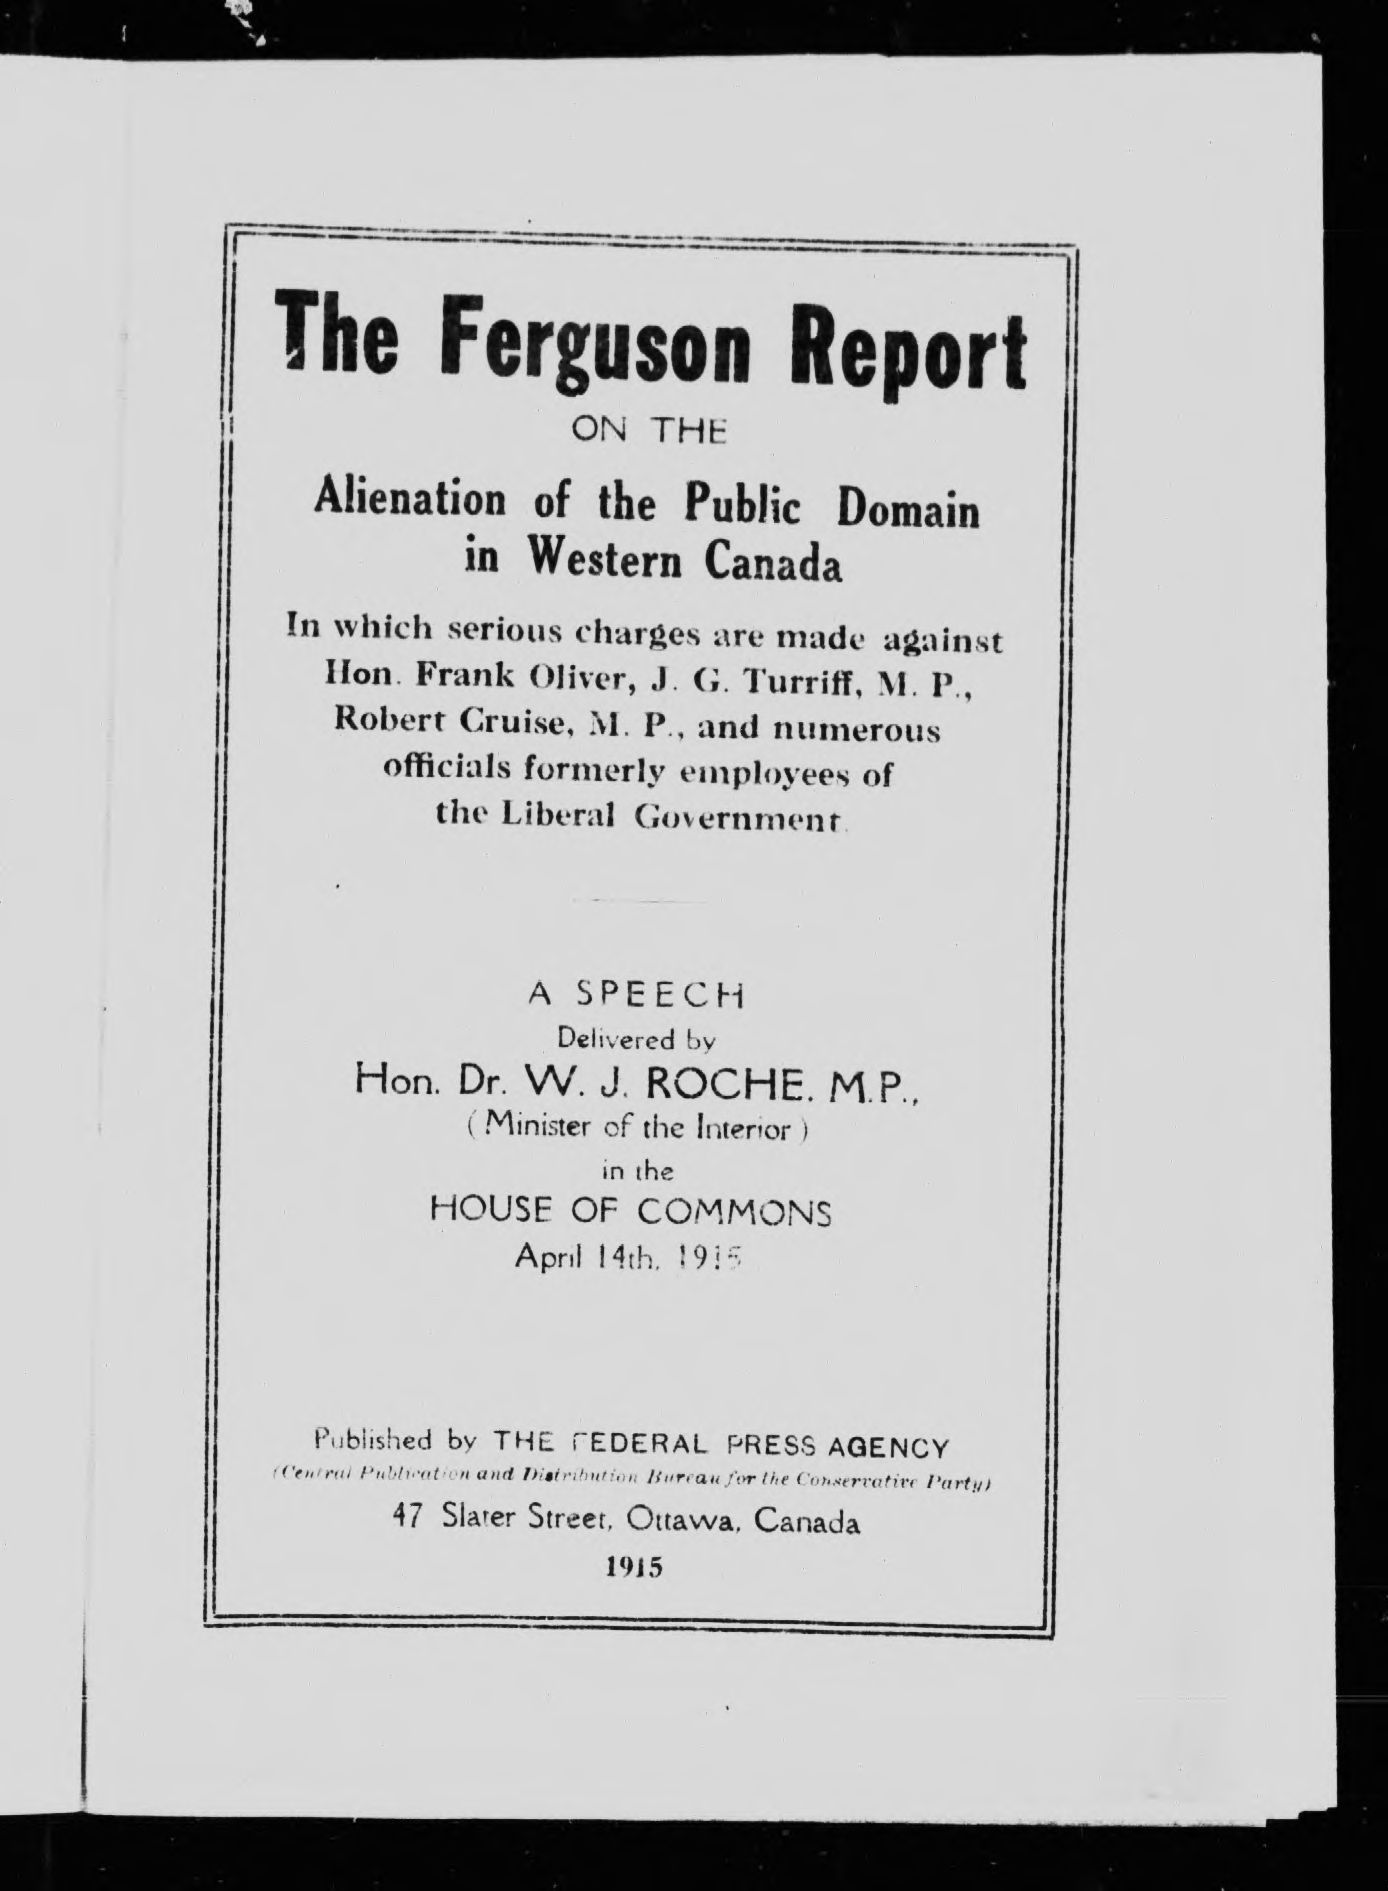 The Ferguson Report
ON THE
Alienation of the Public Domain
in Western Canada
In which serious charges are made against
Hon. Frank Oliver, J. G. Turriff, M. P.,
Robert Cruise, M. P., and numerous
officials formerly employees of
the Liberal Government.
A SPEECH
Delivered by
Hon. Dr. W. J. ROCHE, M.P.,
(Minister of the Interior)
in the
HOUSE OF COMMONS
April 14th, 1915
Published by THE FEDERAL PRESS AGENCY
(Central Publication and Distribution Bureau for the Conservative Party)
47 Slater Street, Ottawa, Canada
1915